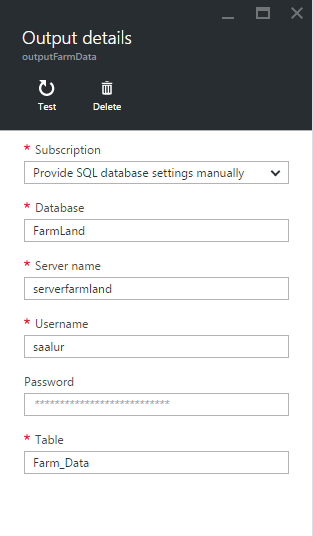 Output details
outputFarmData
Test
Delete
* Subscription
Provide SQL database settings manually
* Database
FarmLand
* Server name
serverfarmland
* Username
saalur
Password
****************************
* Table
Farm_Data